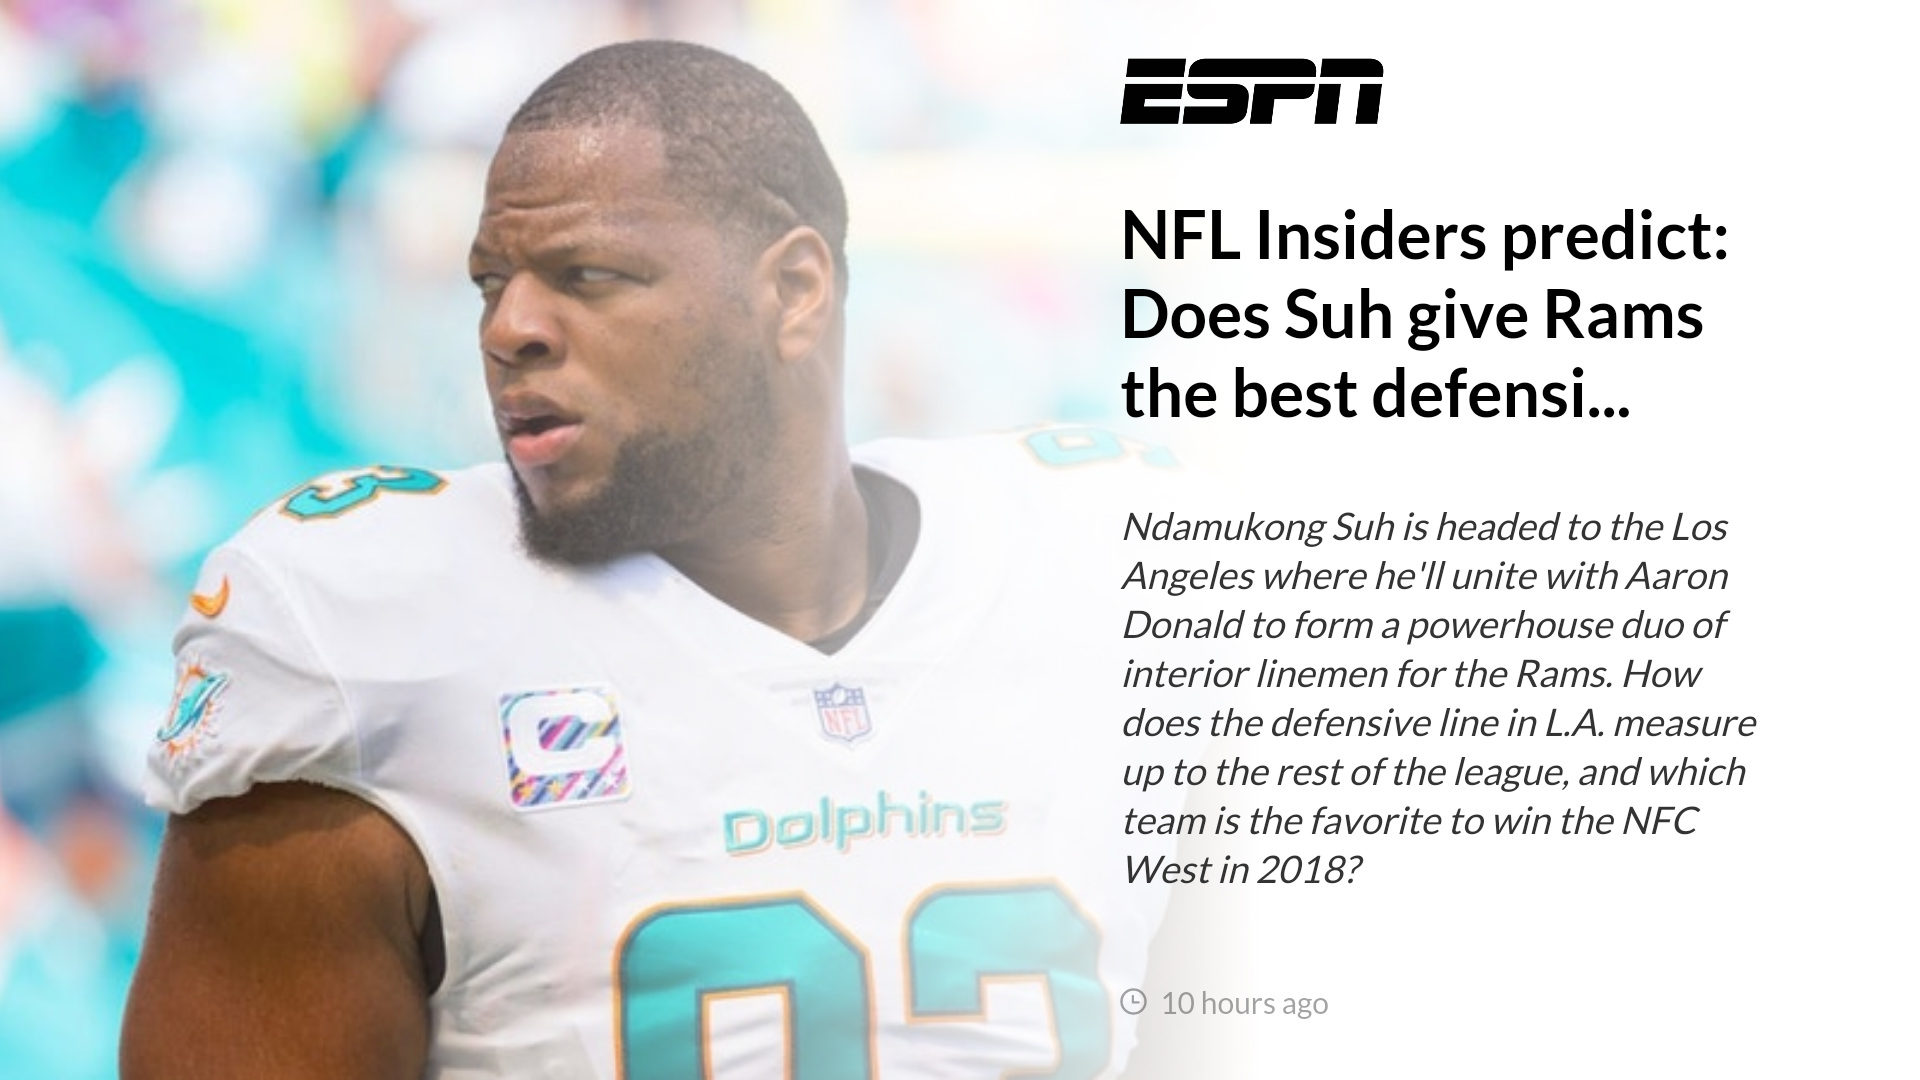 ESPN
NFL Insiders predict:
Does Suh give Rams
the best defensi...
Ndamukong Suh is headed to the Los
Angeles where he'll unite with Aaron
Donald to form a powerhouse duo of
interior linemen for the Rams. How
does the defensive line in L.A. measure
up to the rest of the league, and which
team is the favorite to win the NFC
West in 2018?
10 hours ago
3
9
C
NFL
Dolphins
93